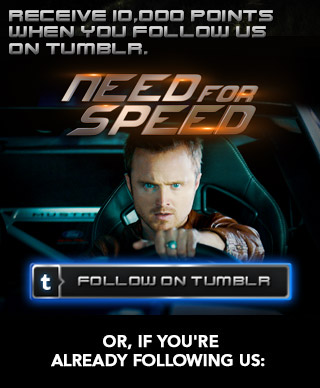 RECEIVE 10,000 POINTS
WHEN YOU FOLLOW US
ON TUMBLR.
NEED FOR
SPEED
MUSTANG
t FOLLOW ON TUMBLR
OR, IF YOU'RE
ALREADY FOLLOWING US: